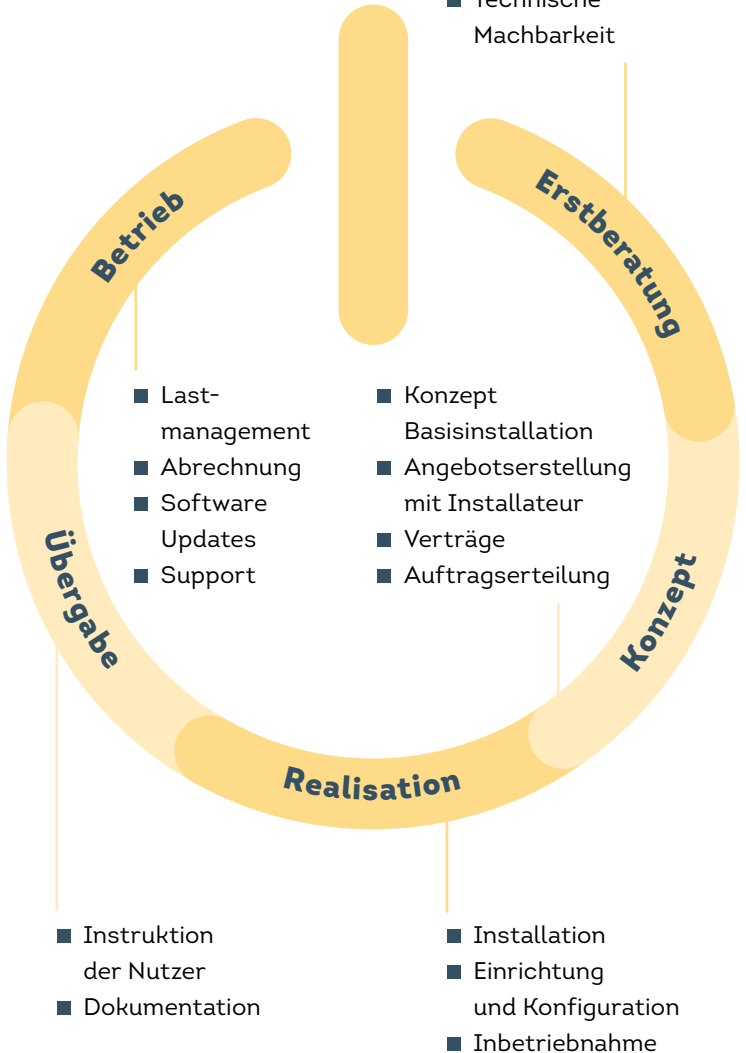 Technische
Machbarkeit
Erstberatung
Betrieb
Last-
management
Abrechnung
Software
Updates
Support
Konzept
Basisinstallation
Angebotserstellung
mit Installateur
Verträge
Auftragserteilung
Konzept
Übergabe
Realisation
Instruktion
der Nutzer
Dokumentation
Installation
Einrichtung
und Konfiguration
Inbetriebnahme